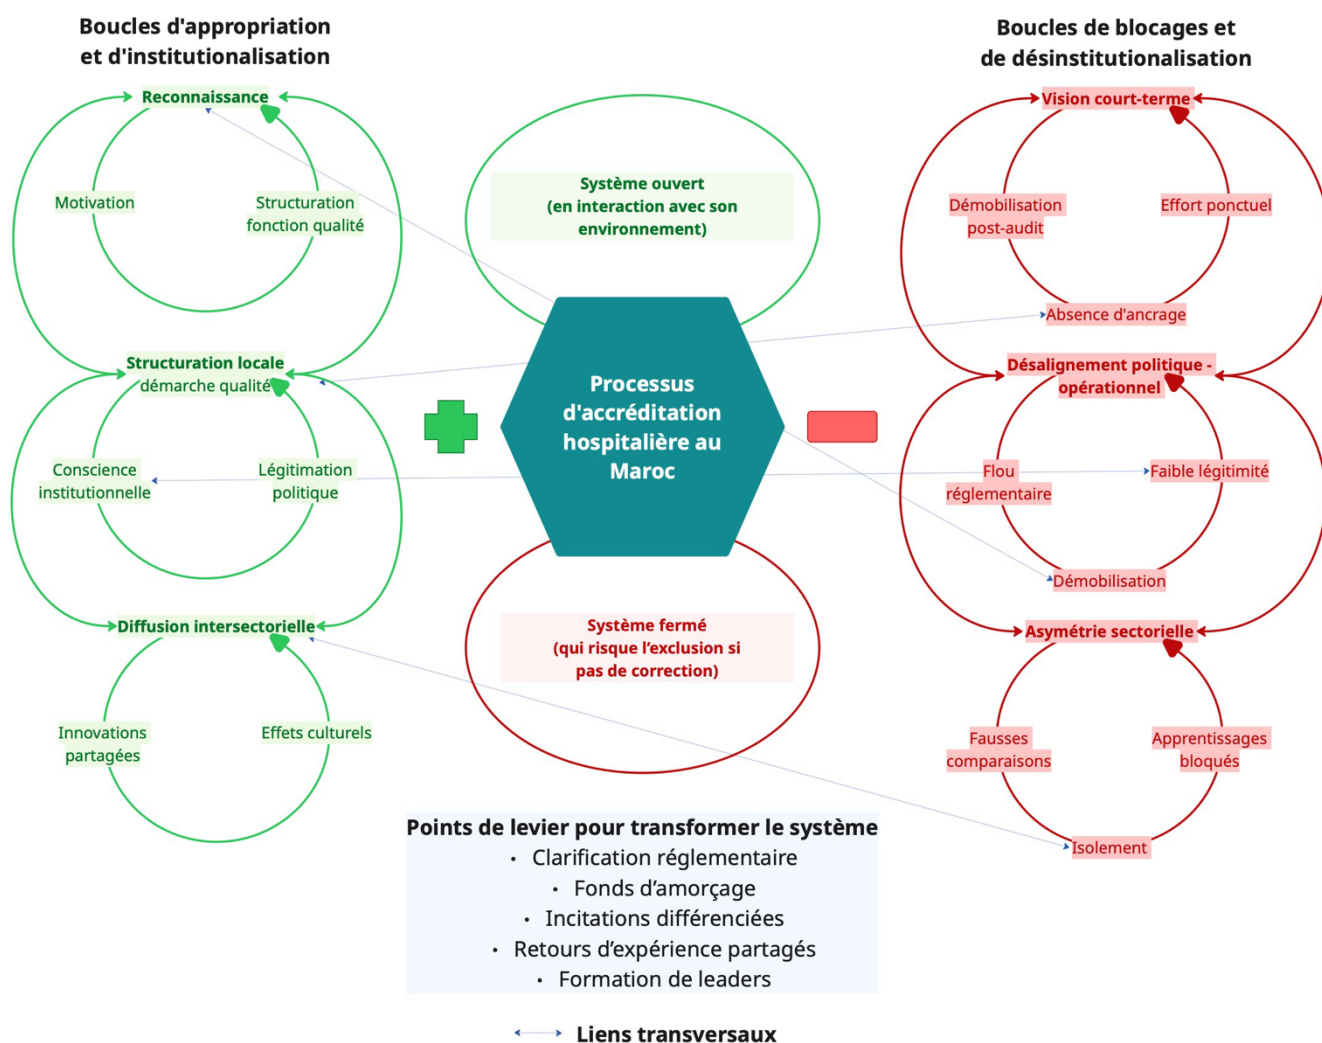 Boucles d'appropriation
et d'institutionalisation
Reconnaissance
Motivation
Structuration
fonction qualité
Structuration locale
démarche qualité
Conscience
institutionnelle
Légitimation
politique
Diffusion intersectorielle
Innovations
partagées
Effets culturels
Système ouvert
(en interaction avec son
environnement)
Processus
d'accréditation
hospitalière au
Maroc
Système fermé
(qui risque l’exclusion si
pas de correction)
Boucles de blocages et
de désinstitutionalisation
Vision court-terme
Démobilisation
post-audit
Effort ponctuel
Absence d'ancrage
Désalignement politique -
opérationnel
Flou
réglementaire
Faible légitimité
Démobilisation
Asymétrie sectorielle
Fausses
comparaisons
Apprentissages
bloqués
Isolement
Points de levier pour transformer le système
• Clarification réglementaire
• Fonds d’amorçage
• Incitations différenciées
• Retours d’expérience partagés
• Formation de leaders
Liens transversaux